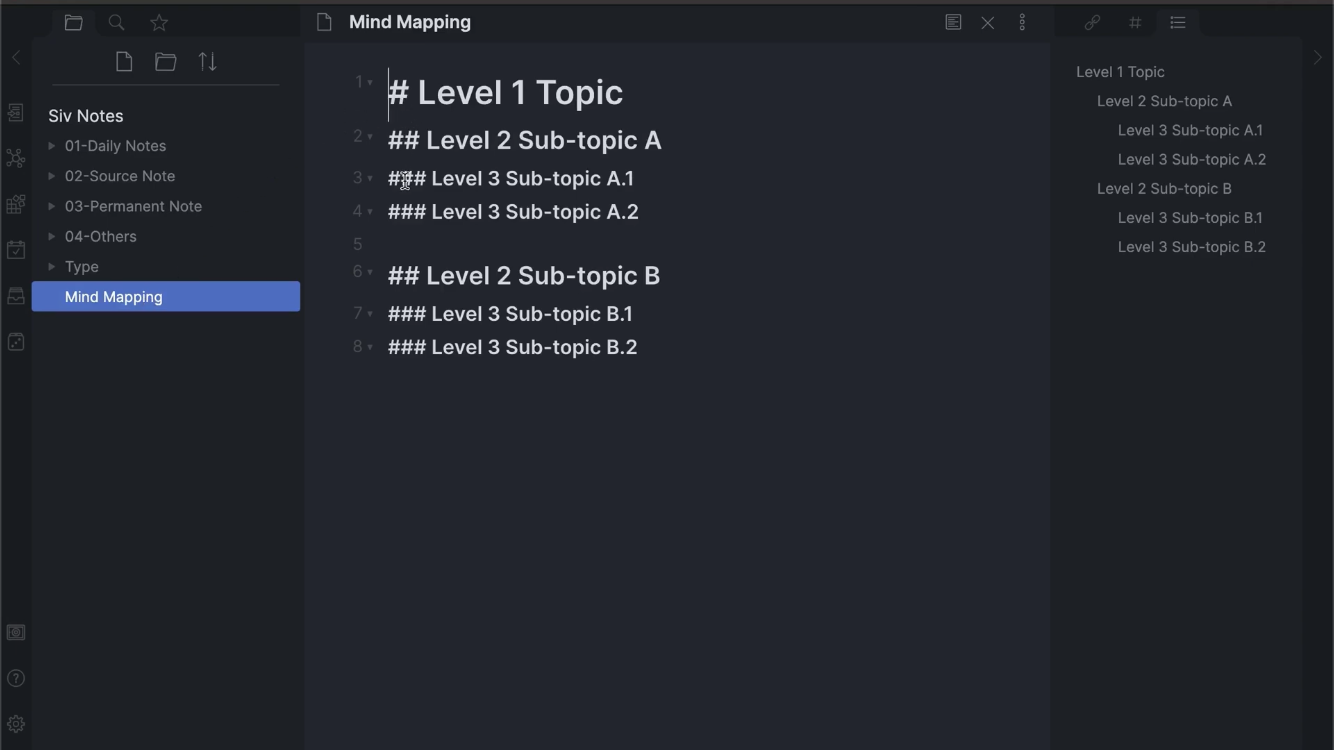 Mind Mapping
Siv Notes
01-Daily Notes
02-Source Note
03-Permanent Note
04-Others
Type
Mind Mapping
1 # Level 1 Topic
2 ## Level 2 Sub-topic A
3 ### Level 3 Sub-topic A.1
4 ### Level 3 Sub-topic A.2
5
6 ## Level 2 Sub-topic B
7 ### Level 3 Sub-topic B.1
8 ### Level 3 Sub-topic B.2
Level 1 Topic
Level 2 Sub-topic A
Level 3 Sub-topic A.1
Level 3 Sub-topic A.2
Level 2 Sub-topic B
Level 3 Sub-topic B.1
Level 3 Sub-topic B.2